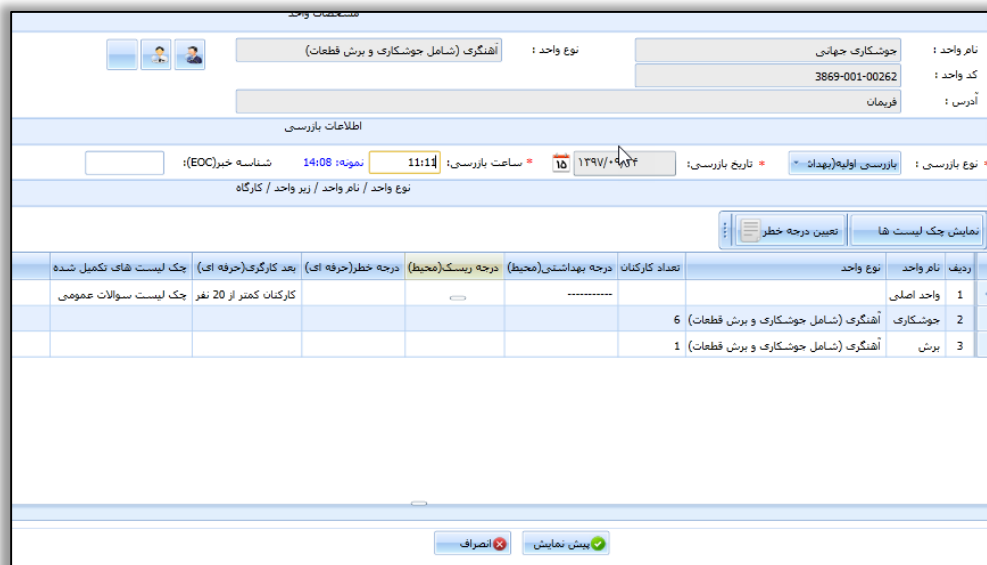 مشخصات واحد
نام واحد : جوشکاری جهانی نوع واحد : آهنگری (شامل جوشکاری و برش قطعات)
کد واحد : 3869-001-00262
آدرس : فریمان
اطلاعات بازرسی
* نوع بازرسی : بازرسی اولیه(بهداشت * تاریخ بازرسی: ۱۳۹۷/۰۹/۲۴ ۱۵ * ساعت بازرسی: 11:11 نمونه: 14:08 شناسه خبر(EOC):
نوع واحد / نام واحد / زیر واحد / کارگاه
نمایش چک لیست ها تعیین درجه خطر
ردیف نام واحد نوع واحد تعداد کارکنان درجه بهداشتی(محیط) درجه ریسک(محیط) درجه خطر(حرفه ای) بعد کارگری(حرفه ای) چک لیست های تکمیل شده
1 واحد اصلی ----------- کارکنان کمتر از 20 نفر چک لیست سوالات عمومی
2 جوشکاری آهنگری (شامل جوشکاری و برش قطعات) 6
3 برش آهنگری (شامل جوشکاری و برش قطعات) 1
پیش نمایش انصراف